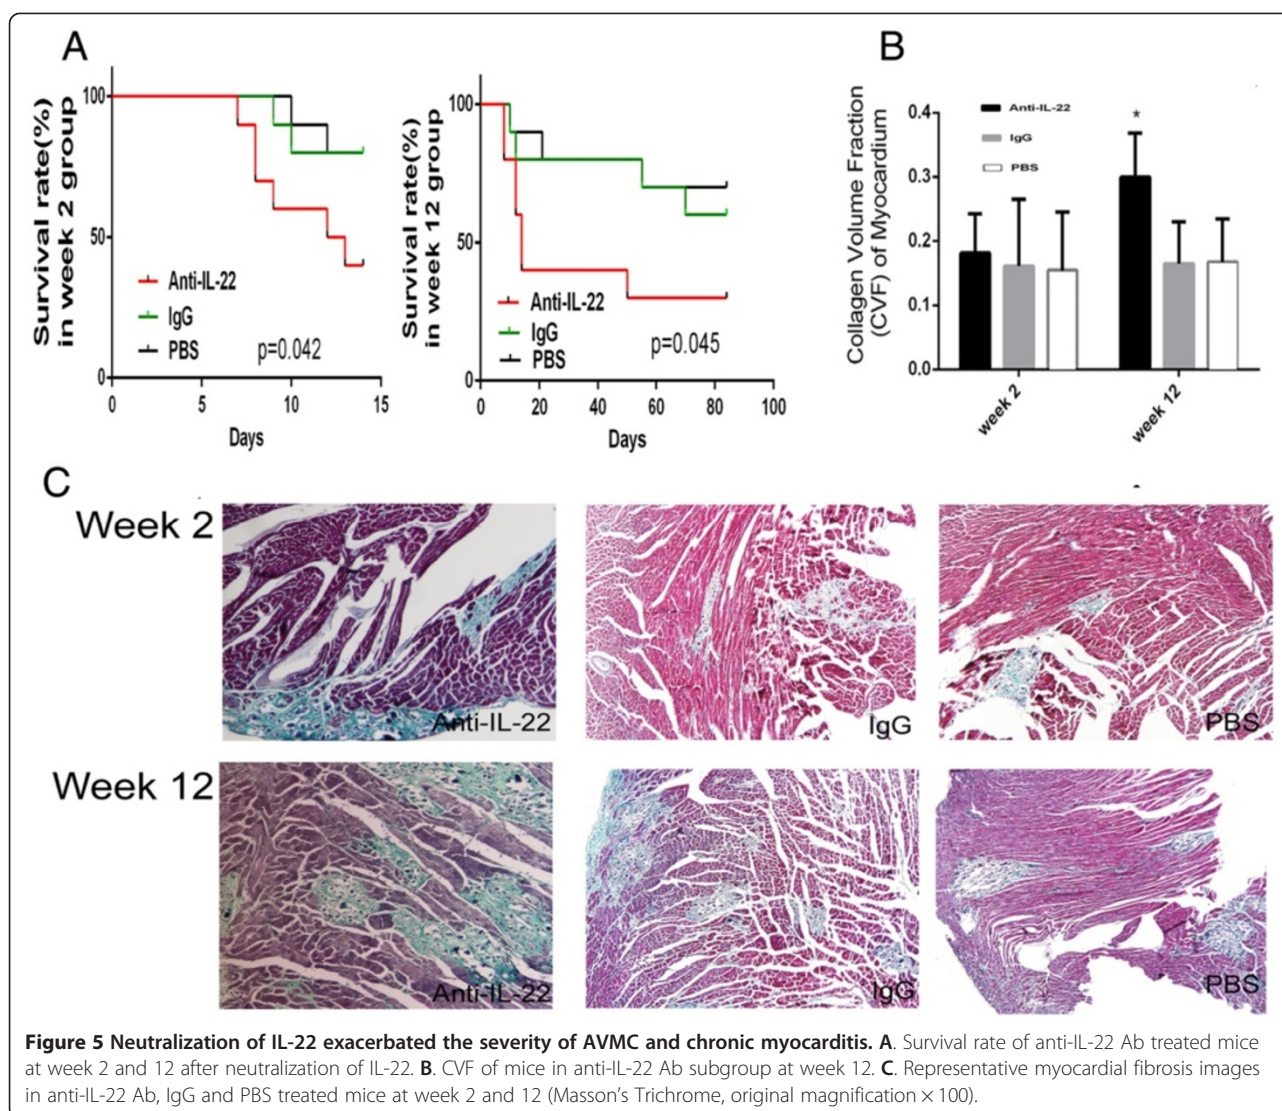 A
Survival rate(%)
in week 2 group
100
50
0
0 5 10 15
Days
Anti-IL-22
IgG
PBS
p=0.042
Survival rate(%)
in week 12 group
100
50
0
0 20 40 60 80 100
Days
Anti-IL-22
IgG
PBS
p=0.045
B
Collagen Volume Fraction
(CVF) of Myocardium
0.4
0.3
0.2
0.1
0.0
Anti-IL-22
IgG
PBS
*
week 2
week 12
C
Week 2
Anti-IL-22
IgG
PBS
Week 12
Anti-IL-22
IgG
PBS
Figure 5 Neutralization of IL-22 exacerbated the severity of AVMC and chronic myocarditis. A. Survival rate of anti-IL-22 Ab treated mice
at week 2 and 12 after neutralization of IL-22. B. CVF of mice in anti-IL-22 Ab subgroup at week 12. C. Representative myocardial fibrosis images
in anti-IL-22 Ab, IgG and PBS treated mice at week 2 and 12 (Masson's Trichrome, original magnification × 100).